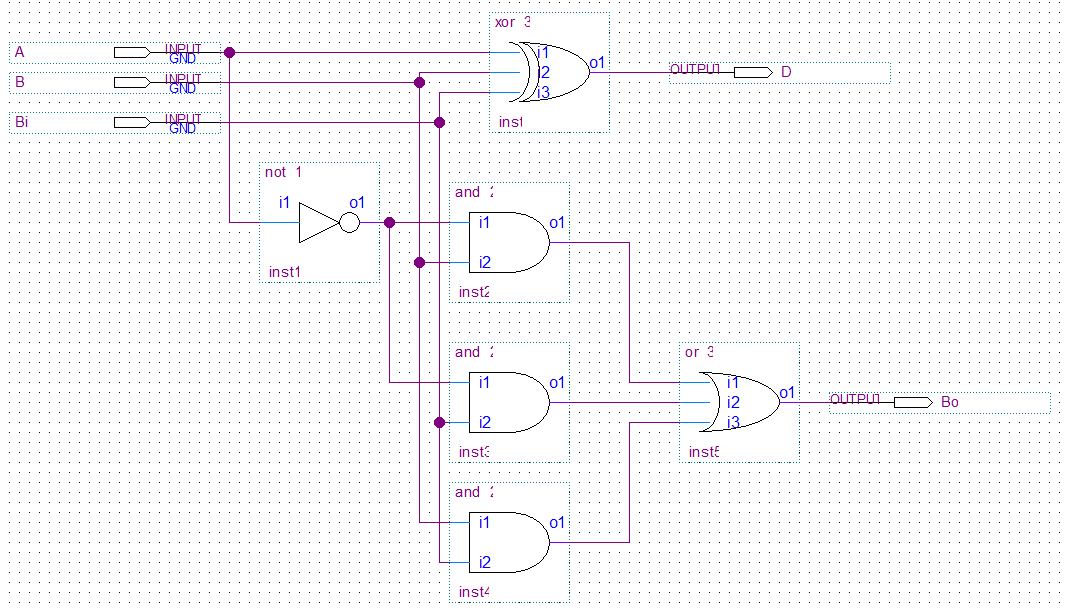 xor 3
A INPUT GND
i1
B INPUT GND
i2 o1 OUTPUT D
i3
Bi INPUT GND
inst
not 1
i1 o1
inst1
and 2
i1 o1
i2
inst2
and 2
i1 o1
i2
inst3
or 3
i1
i2 o1 OUTPUT Bo
i3
inst5
and 2
i1 o1
i2
inst4